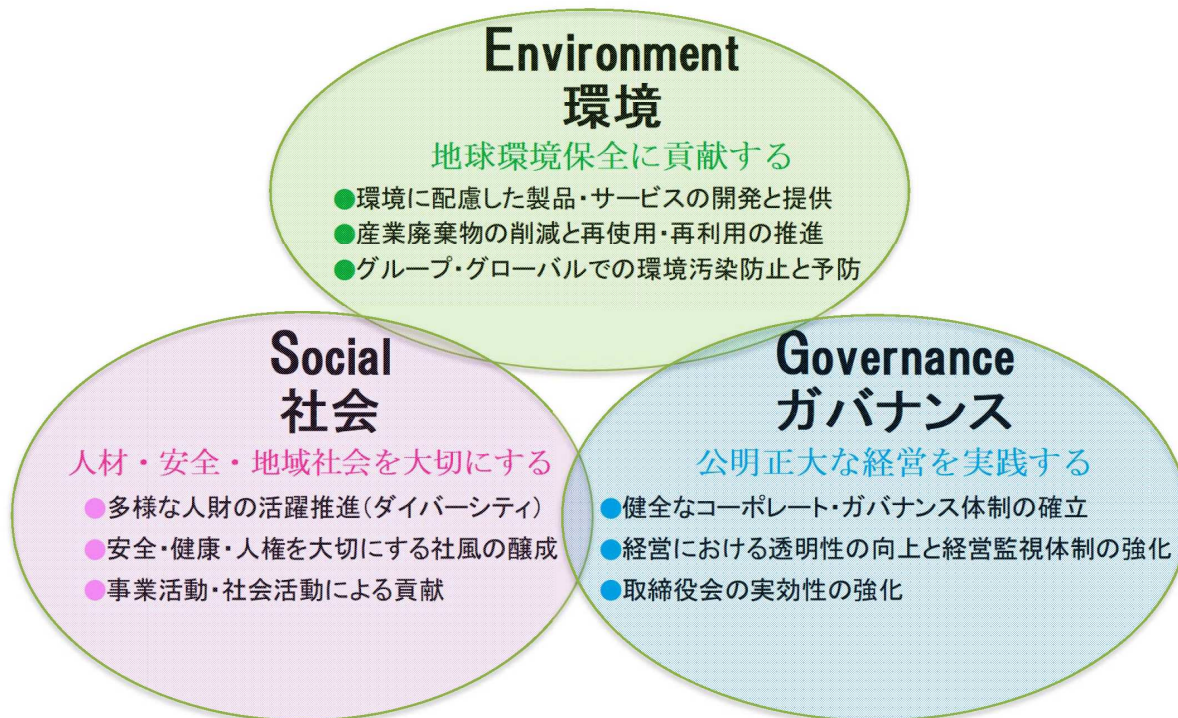 Environment
環境
地球環境保全に貢献する
●環境に配慮した製品・サービスの開発と提供
●産業廃棄物の削減と再使用・再利用の推進
●グループ・グローバルでの環境汚染防止と予防
Social
社会
人材・安全・地域社会を大切にする
●多様な人財の活躍推進(ダイバーシティ)
●安全・健康・人権を大切にする社風の醸成
●事業活動・社会活動による貢献
Governance
ガバナンス
公明正大な経営を実践する
●健全なコーポレート・ガバナンス体制の確立
●経営における透明性の向上と経営監視体制の強化
●取締役会の実効性の強化